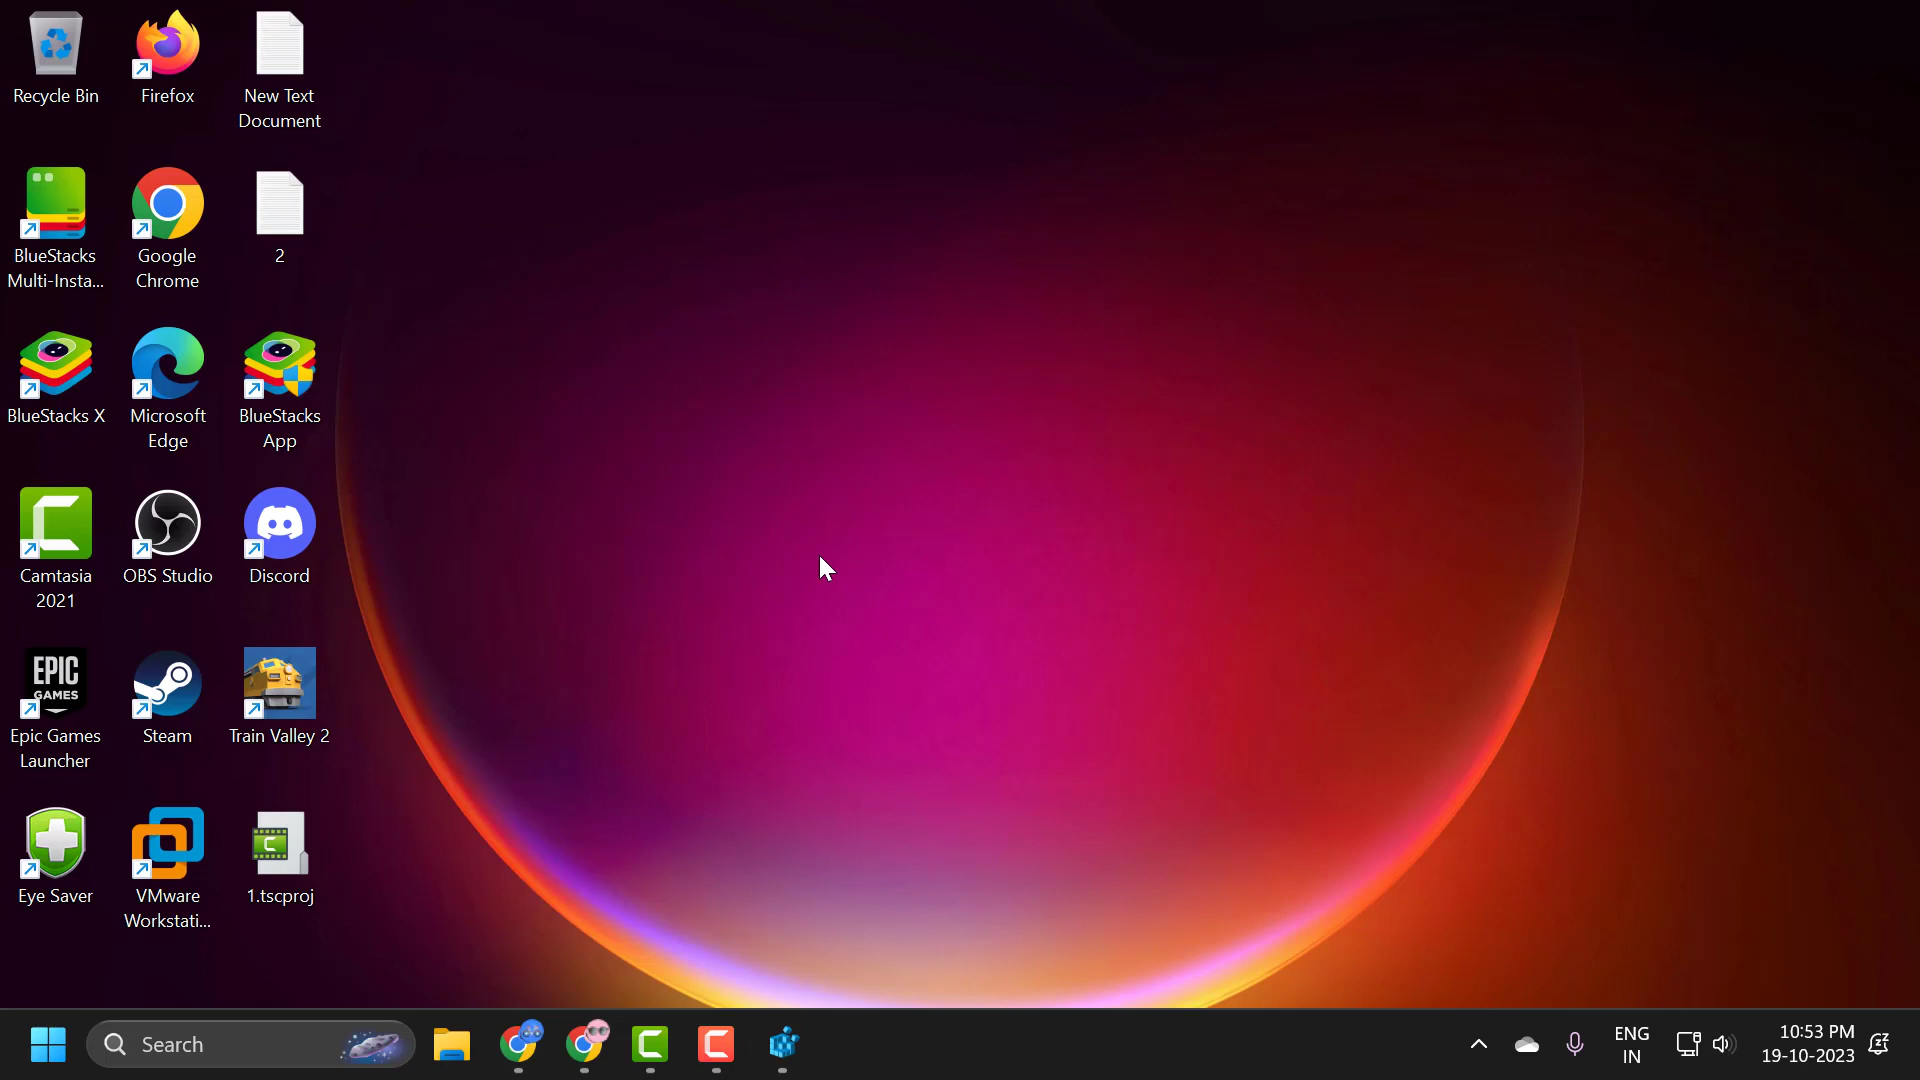 Recycle Bin
Firefox
New Text
Document
BlueStacks
Multi-Insta...
Google
Chrome
2
BlueStacks X
Microsoft
Edge
BlueStacks
App
Camtasia
2021
OBS Studio
Discord
EPIC
GAMES
Epic Games
Launcher
Steam
Train Valley 2
Eye Saver
VMware
Workstati...
1.tscproj
Search
ENG
IN
10:53 PM
19-10-2023